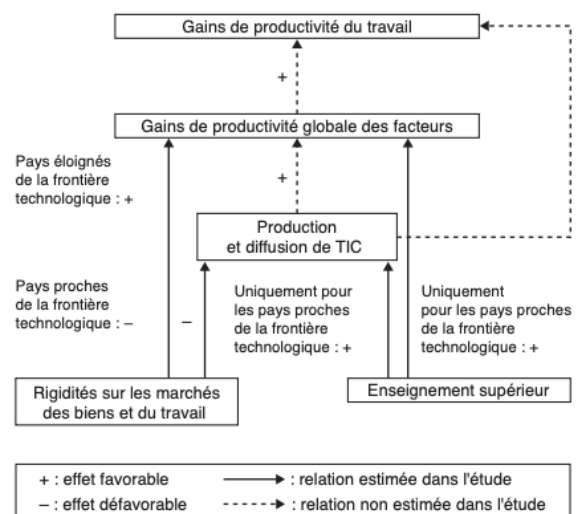 Gains de productivité du travail
+
Gains de productivité globale des facteurs
Pays éloignés
de la frontière
technologique : +
+
Production
et diffusion de TIC
Pays proches
de la frontière
technologique : –
–
Uniquement pour
les pays proches
de la frontière
technologique : +
Uniquement
pour les pays proches
de la frontière
technologique : +
Rigidités sur les marchés
des biens et du travail
Enseignement supérieur
+ : effet favorable : relation estimée dans l'étude
– : effet défavorable : relation non estimée dans l'étude